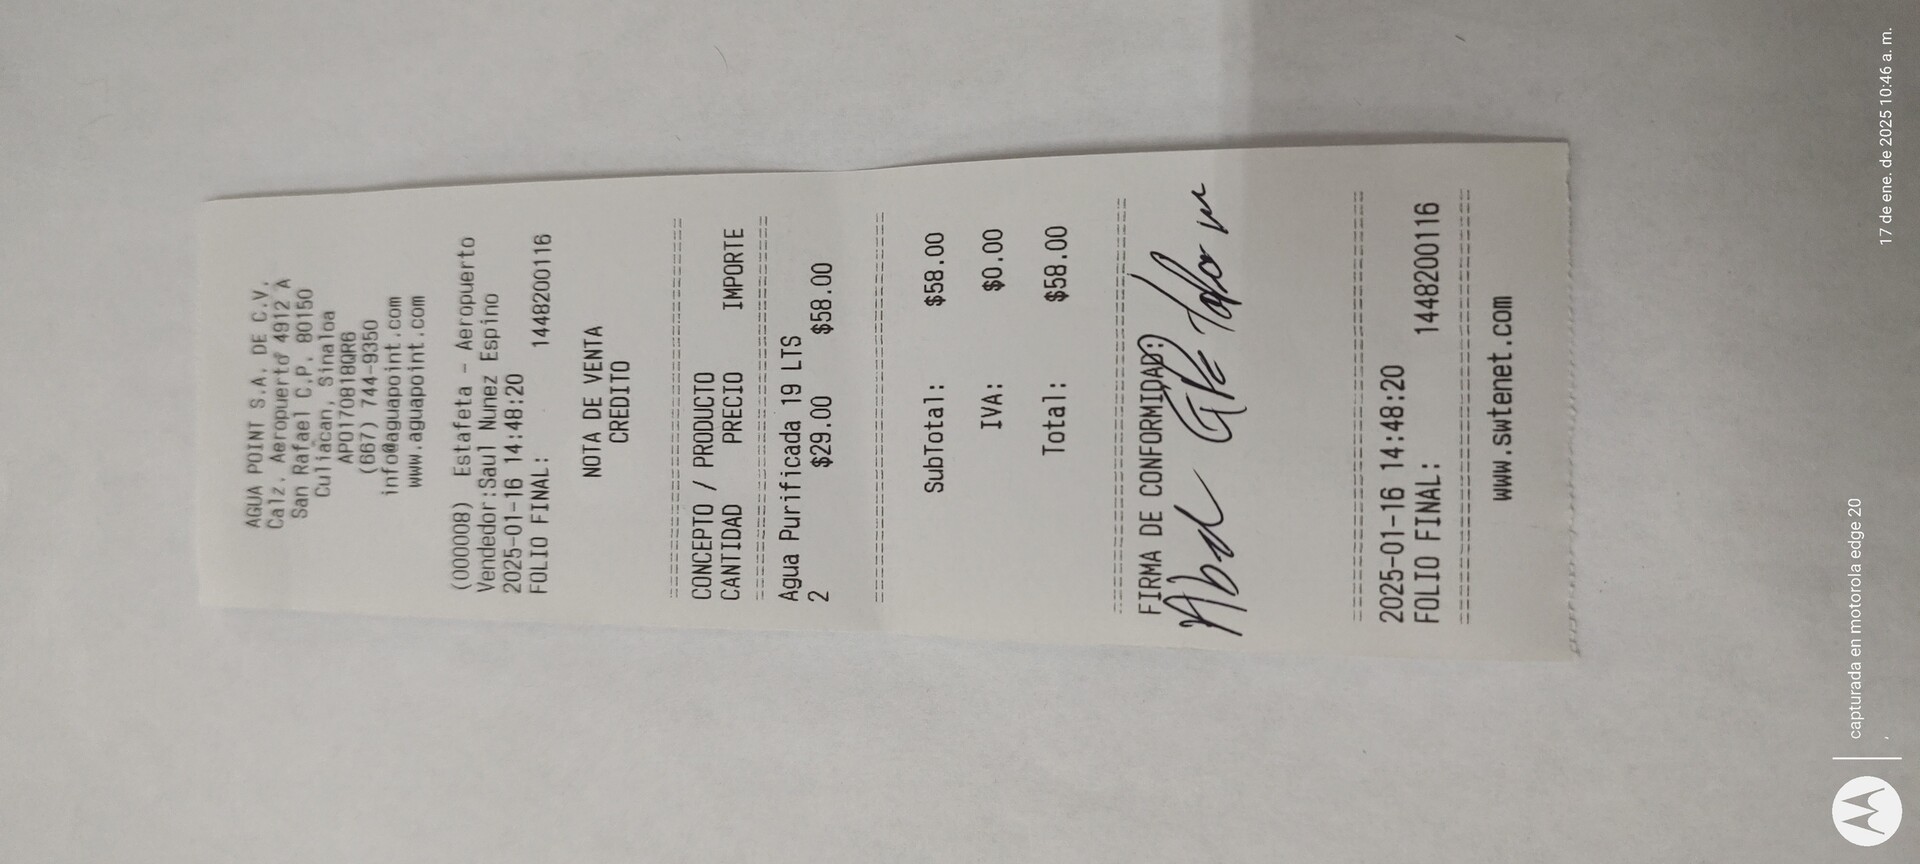 AGUA POINT S.A. DE C.V.
Calz. Aeropuerto 4912 A
San Rafael C.P. 80150
Culiacan, Sinaloa
APO170818QR6
(667) 744-9350
info@aguapoint.com
www.aguapoint.com
(000008) Estafeta - Aeropuerto
Vendedor:Saul Nunez Espino
2025-01-16 14:48:20
FOLIO FINAL: 1448200116
NOTA DE VENTA
CREDITO
CONCEPTO / PRODUCTO
CANTIDAD PRECIO IMPORTE
Agua Purificada 19 LTS
2 $29.00 $58.00
SubTotal: $58.00
IVA: $0.00
Total: $58.00
FIRMA DE CONFORMIDAD:
2025-01-16 14:48:20
FOLIO FINAL: 1448200116
www.swtenet.com
capturada en motorola edge 20
17 de ene. de 2025 10:46 a. m.